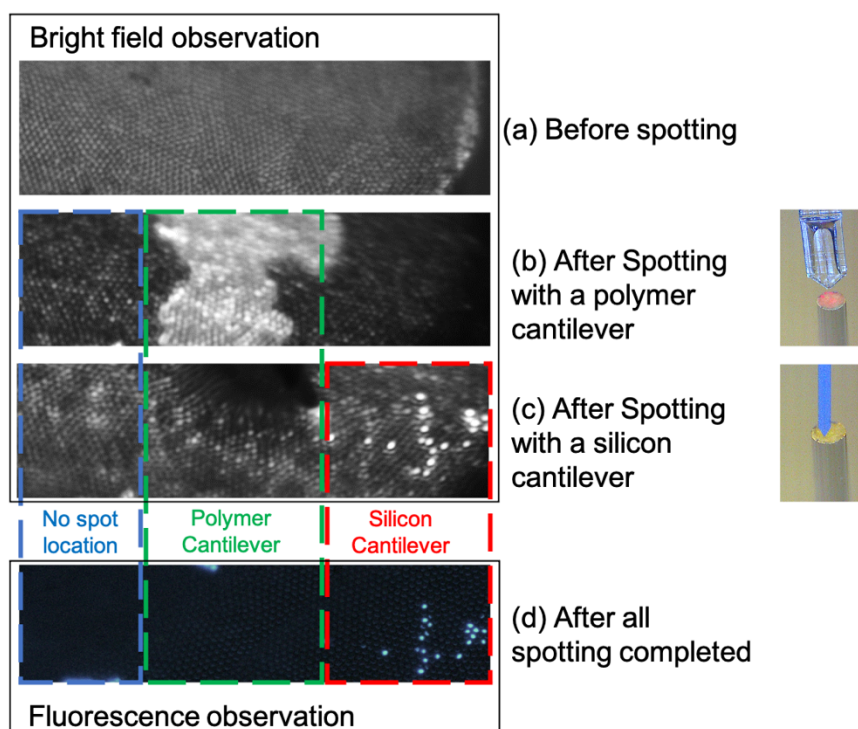 Bright field observation
(a) Before spotting
(b) After Spotting
with a polymer
cantilever
(c) After Spotting
with a silicon
cantilever
No spot
location
Polymer
Cantilever
Silicon
Cantilever
(d) After all
spotting completed
Fluorescence observation